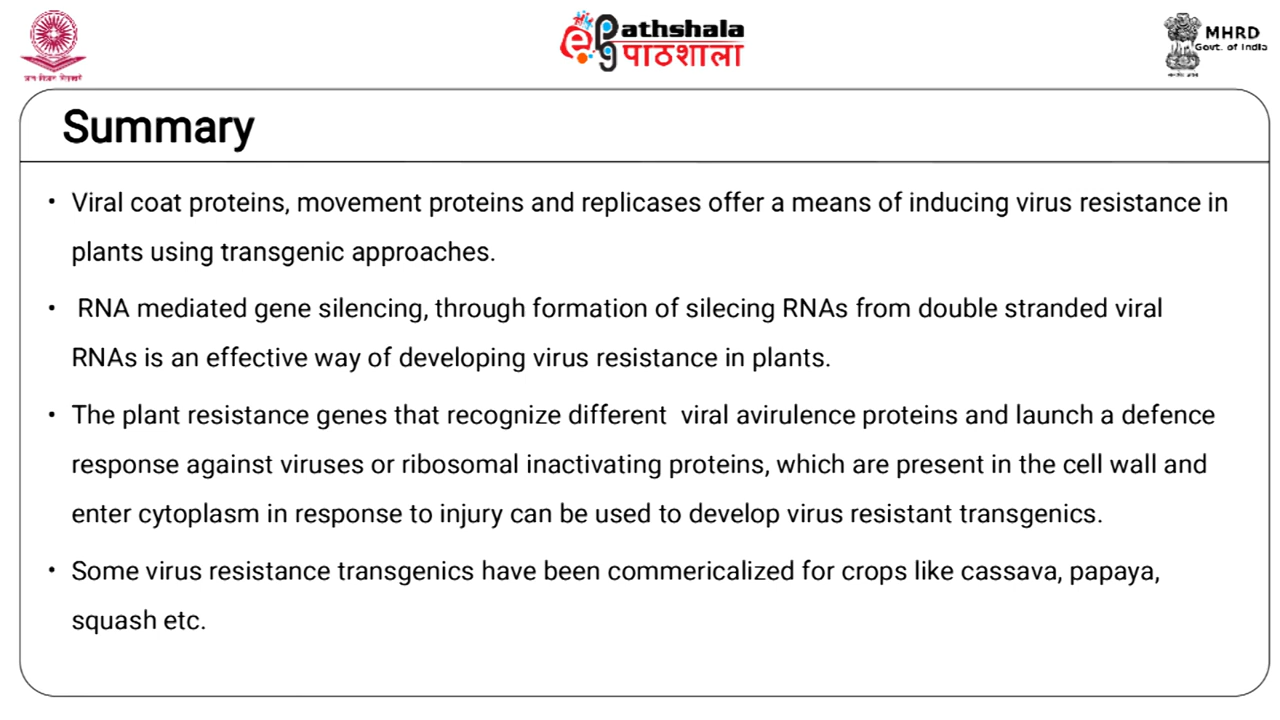 ePathshala
पाठशाला
MHRD
Govt. of India
Summary
• Viral coat proteins, movement proteins and replicases offer a means of inducing virus resistance in
plants using transgenic approaches.
• RNA mediated gene silencing, through formation of silecing RNAs from double stranded viral
RNAs is an effective way of developing virus resistance in plants.
• The plant resistance genes that recognize different viral avirulence proteins and launch a defence
response against viruses or ribosomal inactivating proteins, which are present in the cell wall and
enter cytoplasm in response to injury can be used to develop virus resistant transgenics.
• Some virus resistance transgenics have been commericalized for crops like cassava, papaya,
squash etc.